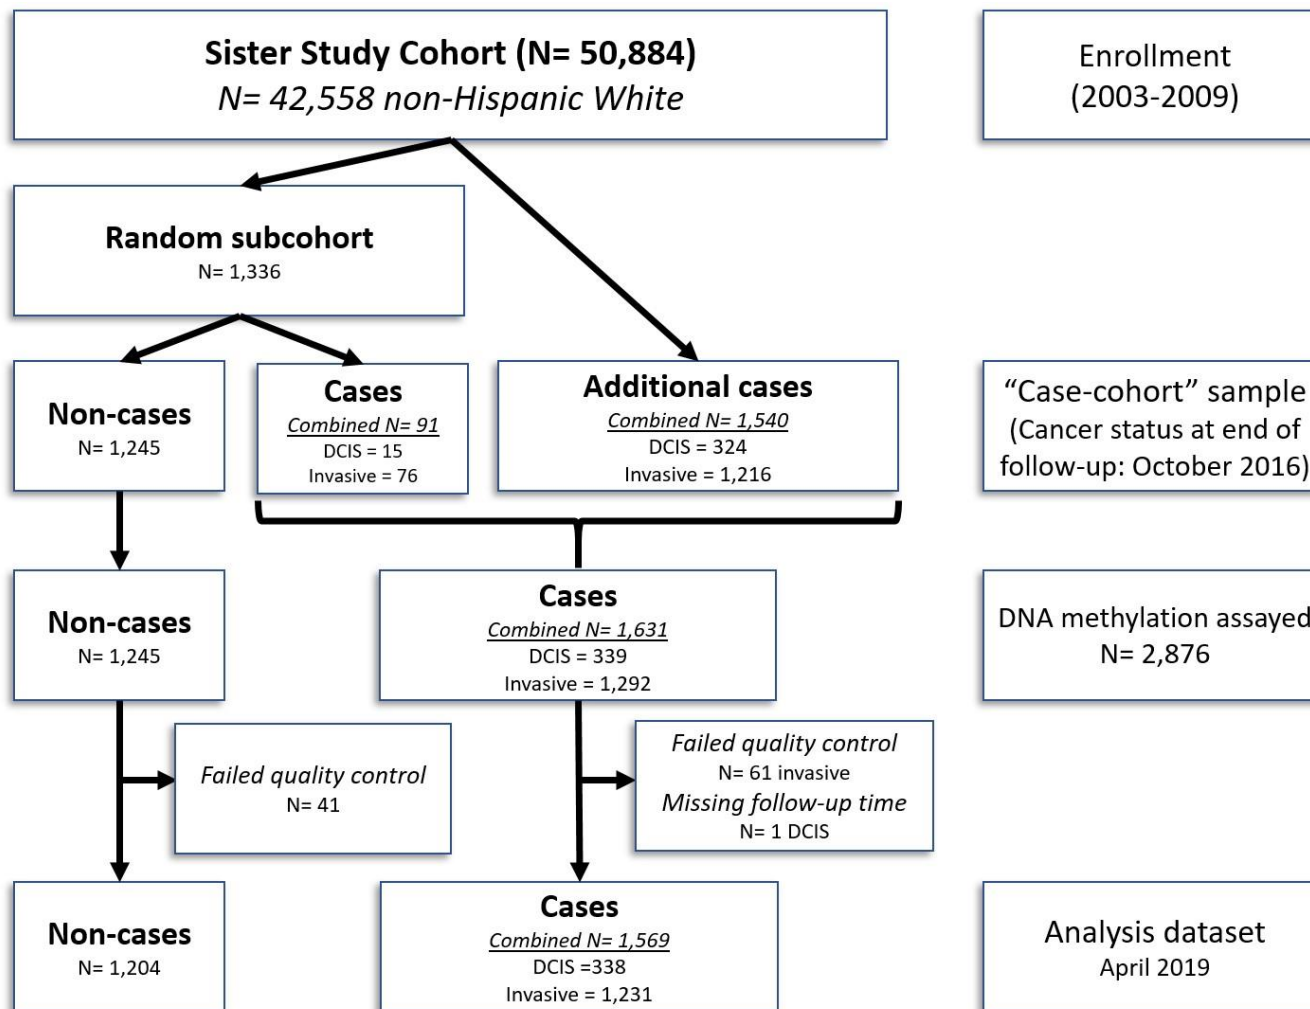 Sister Study Cohort (N= 50,884)
N= 42,558 non-Hispanic White
Enrollment
(2003-2009)
Random subcohort
N= 1,336
Non-cases
N= 1,245
Cases
Combined N= 91
DCIS = 15
Invasive = 76
Additional cases
Combined N= 1,540
DCIS = 324
Invasive = 1,216
“Case-cohort” sample
(Cancer status at end of
follow-up: October 2016)
Non-cases
N= 1,245
Cases
Combined N= 1,631
DCIS = 339
Invasive = 1,292
DNA methylation assayed
N= 2,876
Failed quality control
N= 41
Failed quality control
N= 61 invasive
Missing follow-up time
N= 1 DCIS
Non-cases
N= 1,204
Cases
Combined N= 1,569
DCIS =338
Invasive = 1,231
Analysis dataset
April 2019